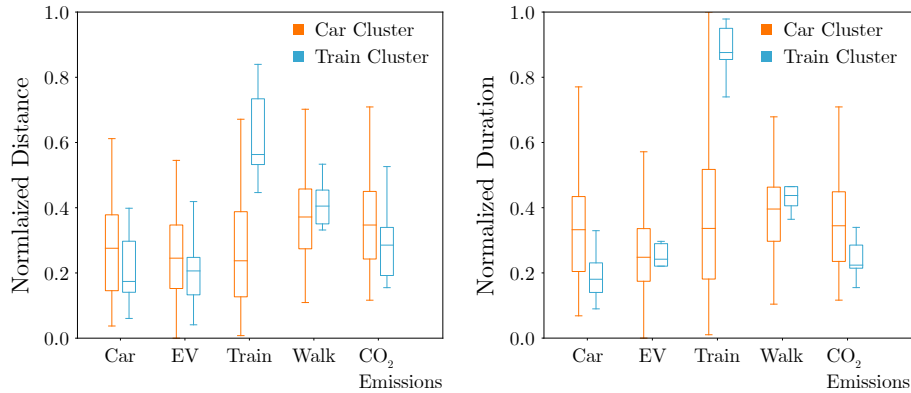 Normlaized Distance
1.0
0.8
0.6
0.4
0.2
0.0
Car Cluster
Train Cluster
Car
EV
Train
Walk
CO₂
Emissions
Normalized Duration
1.0
0.8
0.6
0.4
0.2
0.0
Car Cluster
Train Cluster
Car
EV
Train
Walk
CO₂
Emissions